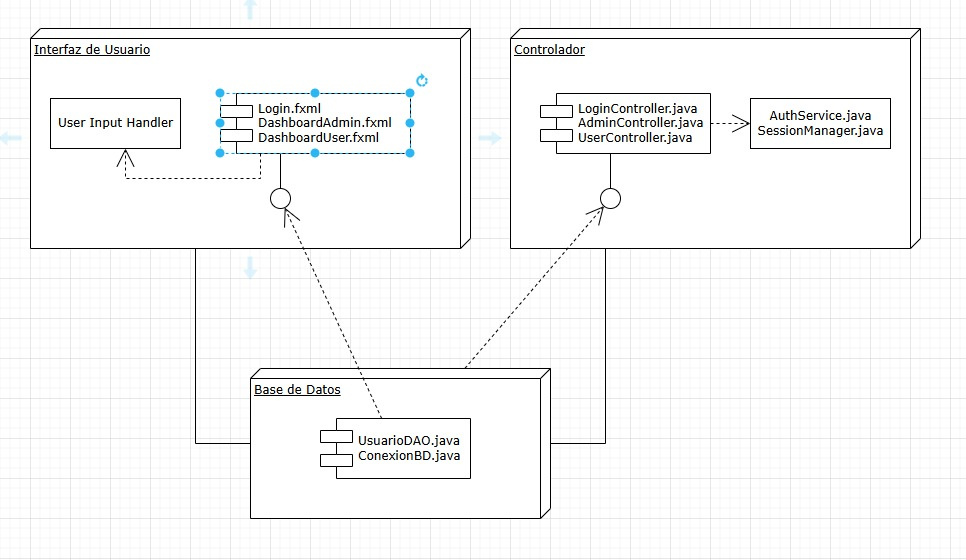 Interfaz de Usuario
User Input Handler
Login.fxml
DashboardAdmin.fxml
DashboardUser.fxml
Controlador
LoginController.java
AdminController.java
UserController.java
AuthService.java
SessionManager.java
Base de Datos
UsuarioDAO.java
ConexionBD.java